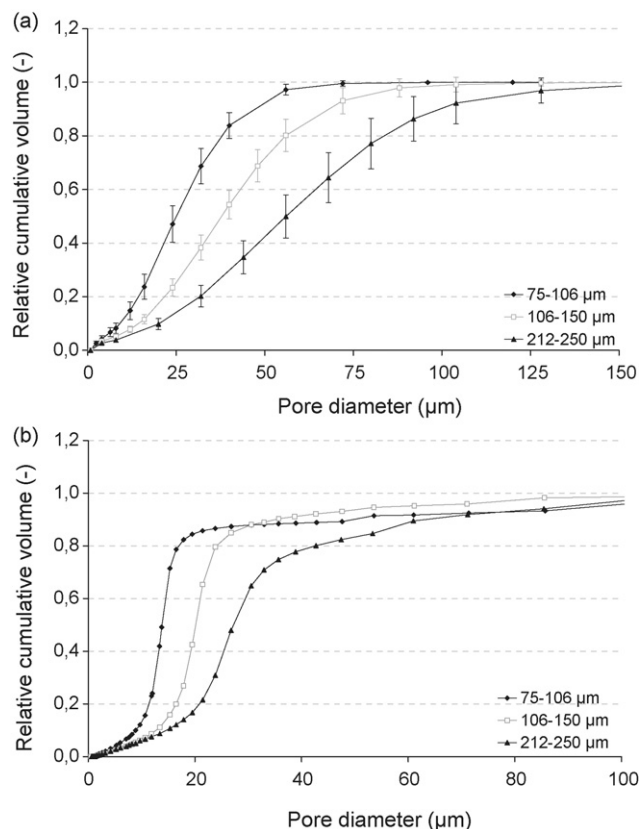 (a)
1,2
1,0
0,8
0,6
0,4
0,2
0,0
Relative cumulative volume (-)
75-106 µm
106-150 µm
212-250 µm
0 25 50 75 100 125 150
Pore diameter (µm)
(b)
1,2
1,0
0,8
0,6
0,4
0,2
0,0
Relative cumulative volume (-)
75-106 µm
106-150 µm
212-250 µm
0 20 40 60 80 100
Pore diameter (µm)